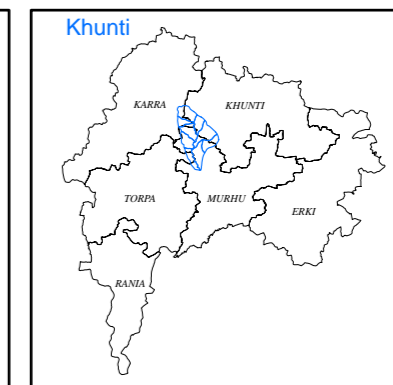 Khunti
KARRA
KHUNTI
TORPA
MURHU
ERKI
RANIA